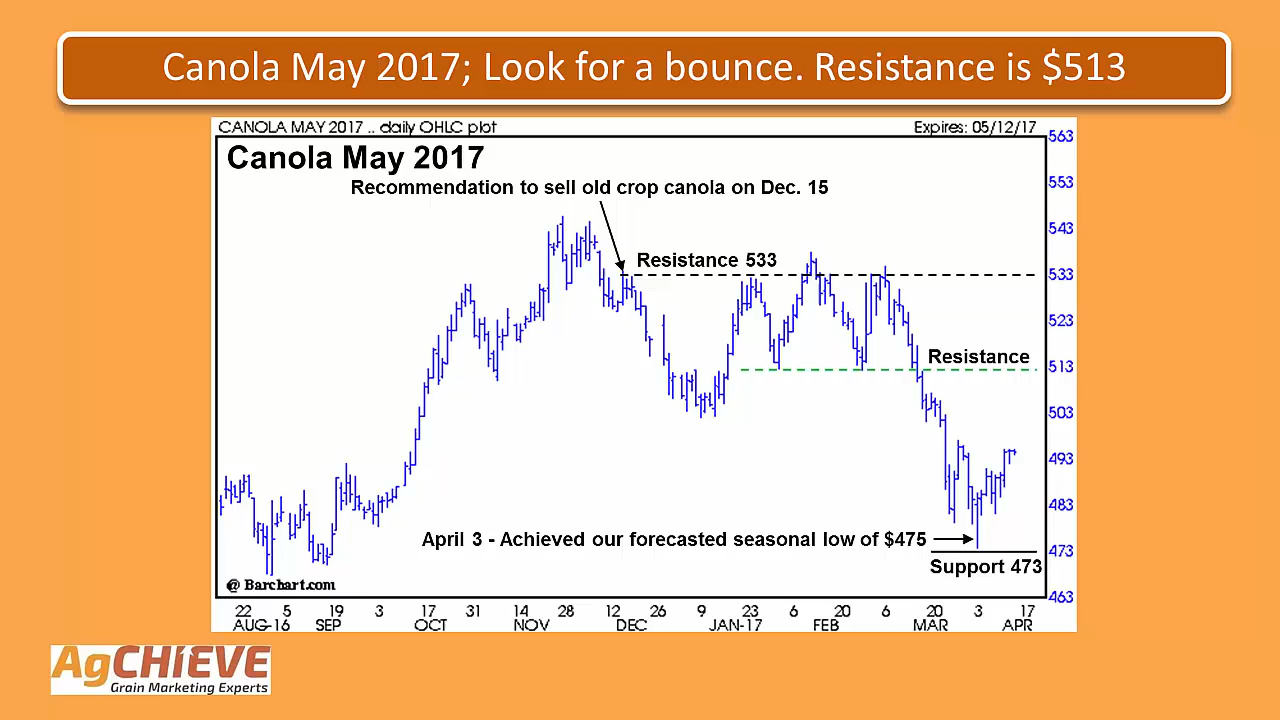 Canola May 2017; Look for a bounce. Resistance is $513
CANOLA MAY 2017 .. daily OHLC plot
Expires: 05/12/17
Canola May 2017
Recommendation to sell old crop canola on Dec. 15
Resistance 533
Resistance
April 3 - Achieved our forecasted seasonal low of $475
Support 473
563
553
543
533
523
513
503
493
483
473
463
@ Barchart.com
22 5 19 3 17 31 14 28 12 26 9 23 6 20 6 20 3 17
AUG-16 SEP OCT NOV DEC JAN-17 FEB MAR APR
AgCHIEVE
Grain Marketing Experts